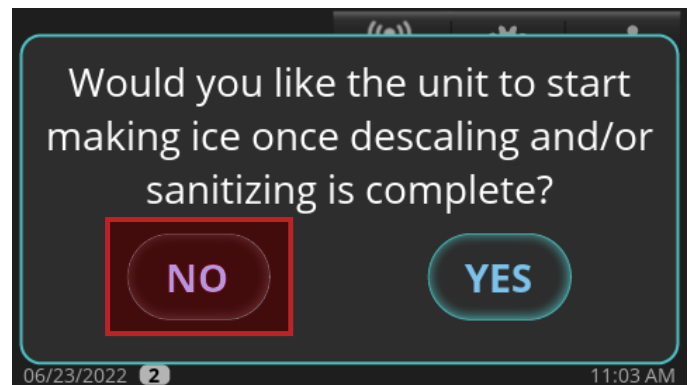 Would you like the unit to start
making ice once descaling and/or
sanitizing is complete?
NO YES
06/23/2022 2 11:03 AM